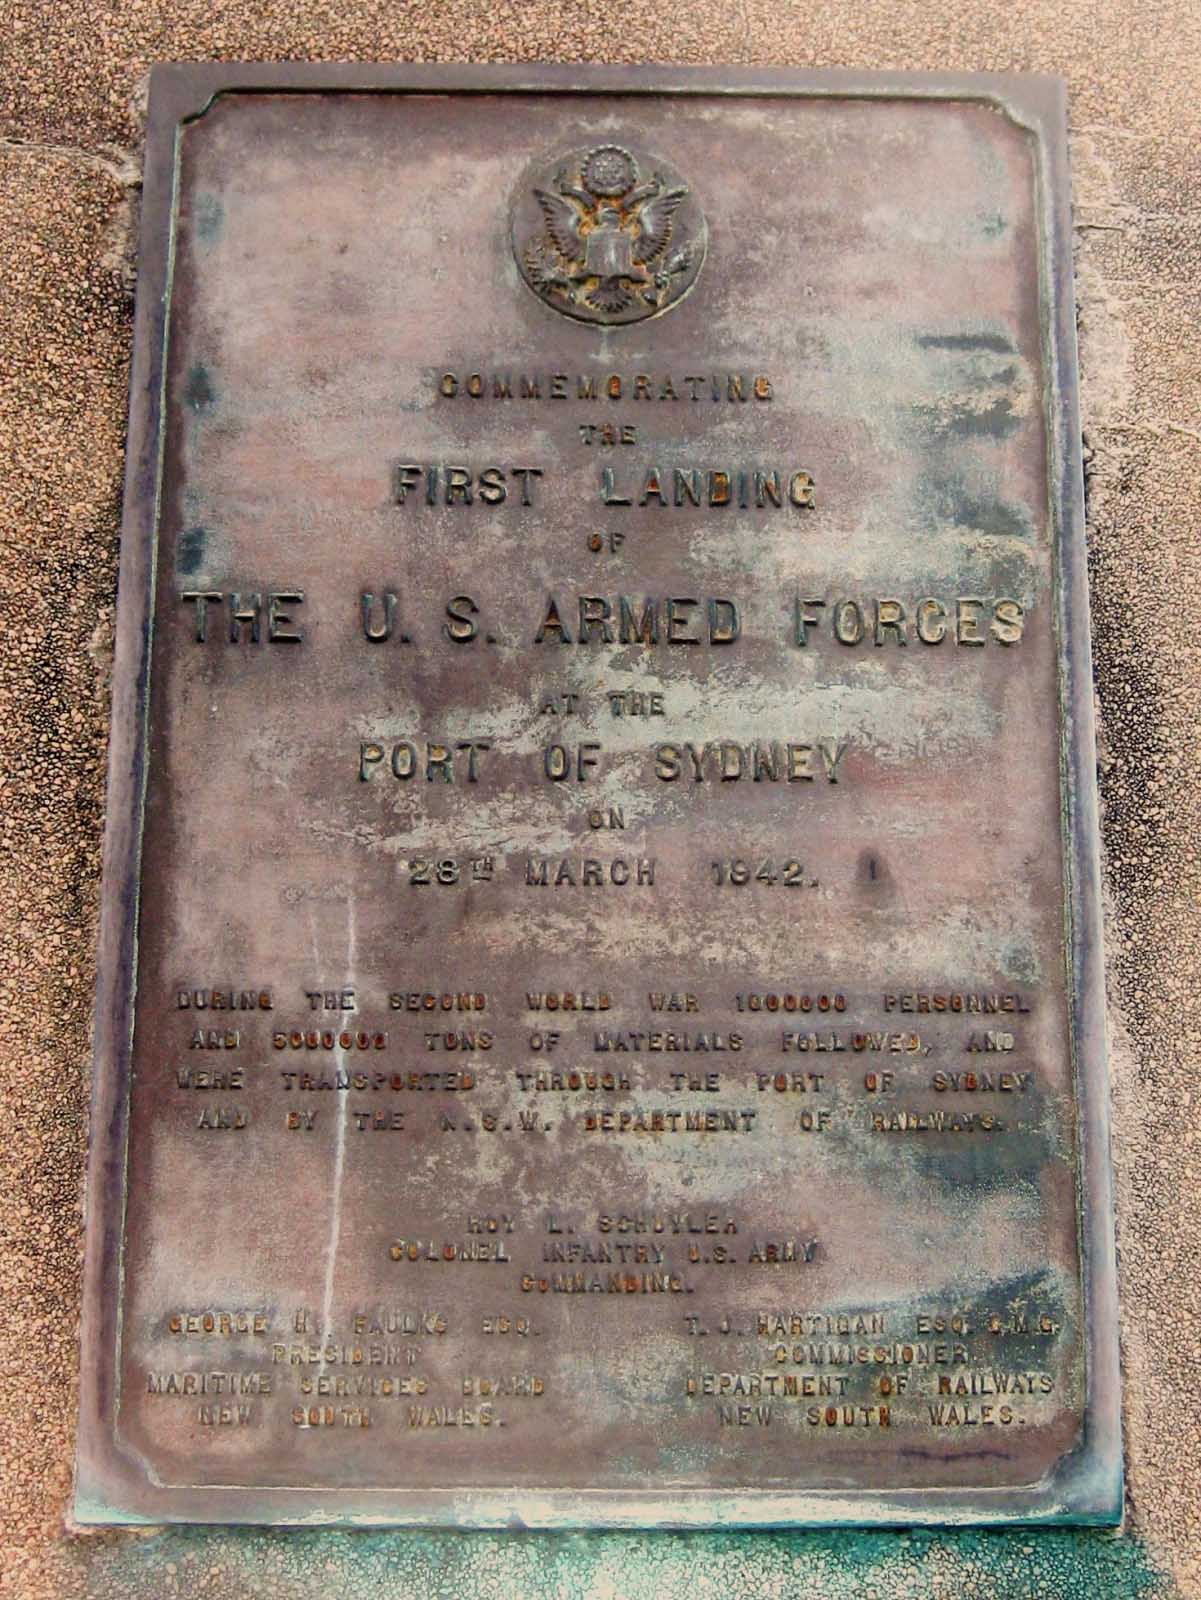 COMMEMORATING
THE
FIRST LANDING
OF
THE U. S. ARMED FORCES
AT THE
PORT OF SYDNEY
ON
28TH MARCH 1942.
DURING THE SECOND WORLD WAR 1000000 PERSONNEL
AND 5000000 TONS OF MATERIALS FOLLOWED, AND
WERE TRANSPORTED THROUGH THE PORT OF SYDNEY
AND BY THE N.S.W. DEPARTMENT OF RAILWAYS.
ROY L. SCHUYLER
COLONEL INFANTRY U.S. ARMY
COMMANDING.
GEORGE H. FAULKS ESQ.
PRESIDENT
MARITIME SERVICES BOARD
NEW SOUTH WALES.
T. J. HARTIGAN ESQ. C.M.G.
COMMISSIONER
DEPARTMENT OF RAILWAYS
NEW SOUTH WALES.